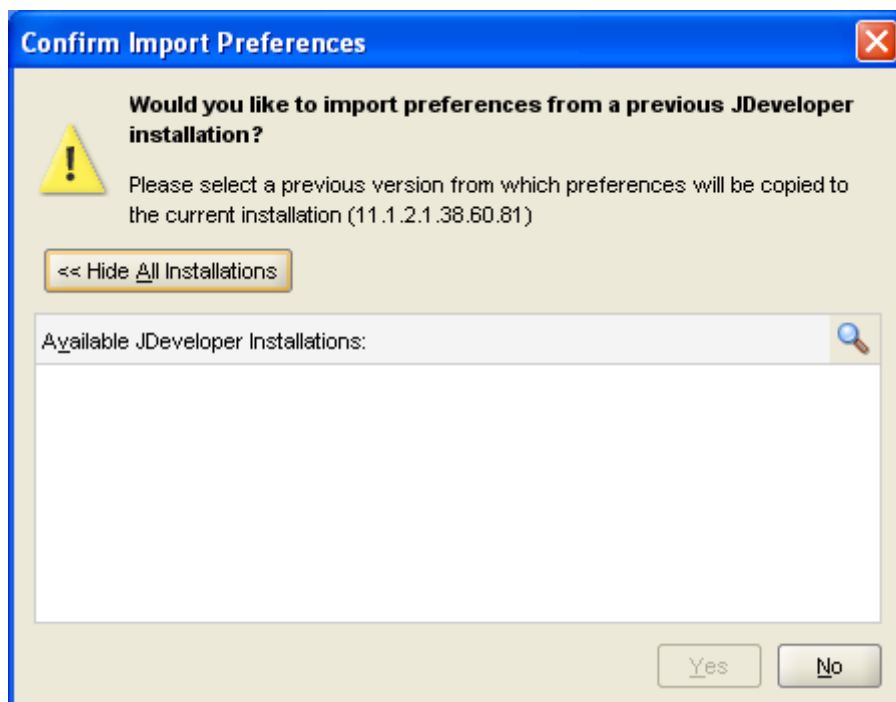 Confirm Import Preferences
Would you like to import preferences from a previous JDeveloper
installation?
Please select a previous version from which preferences will be copied to
the current installation (11.1.2.1.38.60.81)
<< Hide All Installations
Available JDeveloper Installations:
Yes
No